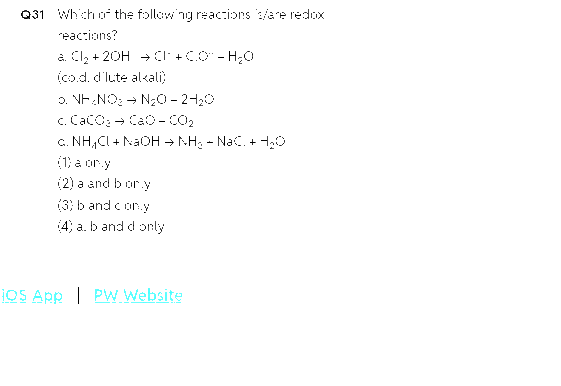 Q31 Which of the following reactions is/are redox
reactions?
a. Cl₂ + 2OH⁻ → Cl⁻ + ClO⁻ + H₂O
(cold, dilute alkali)
b. NH₄NO₃ → N₂O + 2H₂O
c. CaCO₃ → CaO + CO₂
d. NH₄Cl + NaOH → NH₃ + NaCl + H₂O
(1) a only
(2) a and b only
(3) b and c only
(4) a, b and d only
iOS App | PW Website